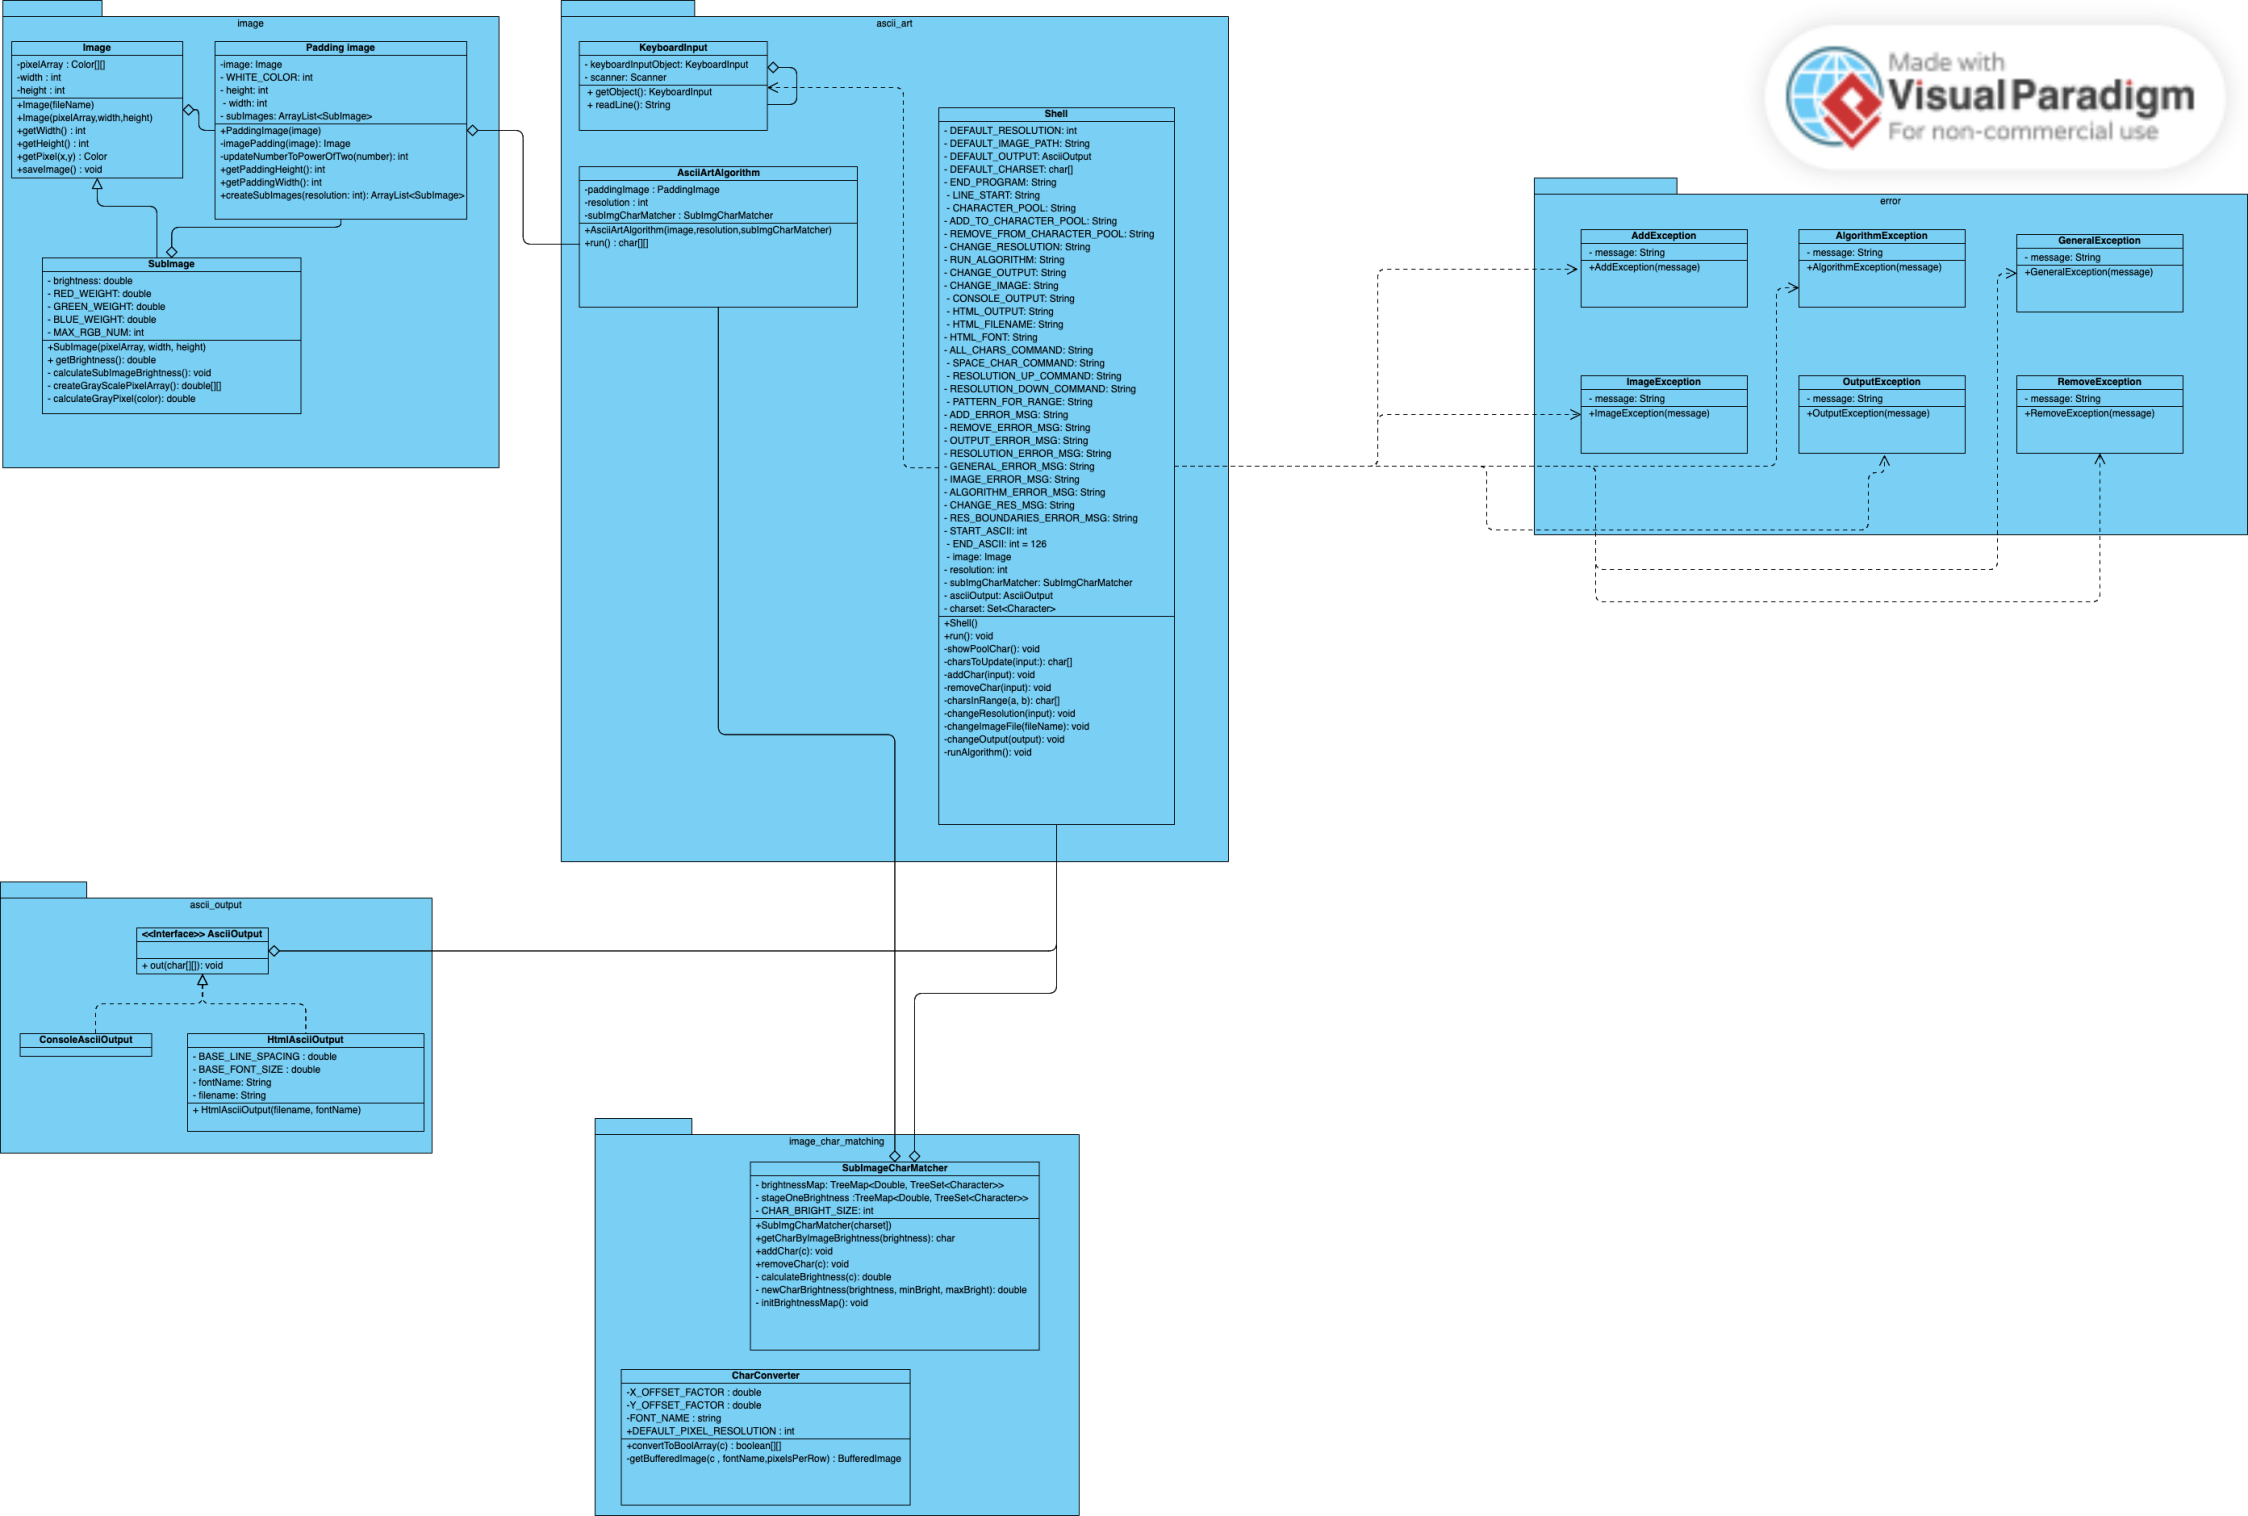 image
Image
-pixelArray : Color[][]
-width : int
-height : int
+Image(fileName)
+Image(pixelArray,width,height)
+getWidth() : int
+getHeight() : int
+getPixel(x,y) : Color
+saveImage() : void
Padding image
-image: Image
- WHITE_COLOR: int
- height: int
- width: int
- subImages: ArrayList<SubImage>
+PaddingImage(image)
-imagePadding(image): Image
-updateNumberToPowerOfTwo(number): int
+getPaddingHeight(): int
+getPaddingWidth(): int
+createSubImages(resolution: int): ArrayList<SubImage>
SubImage
- brightness: double
- RED_WEIGHT: double
- GREEN_WEIGHT: double
- BLUE_WEIGHT: double
- MAX_RGB_NUM: int
+SubImage(pixelArray, width, height)
+ getBrightness(): double
- calculateSubImageBrightness(): void
- createGrayScalePixelArray(): double[][]
- calculateGrayPixel(color): double
ascii_art
KeyboardInput
- keyboardInputObject: KeyboardInput
- scanner: Scanner
+ getObject(): KeyboardInput
+ readLine(): String
AsciiArtAlgorithm
-paddingImage : PaddingImage
-resolution : int
-subImgCharMatcher : SubImgCharMatcher
+AsciiArtAlgorithm(image,resolution,subImgCharMatcher)
+run() : char[][]
Shell
- DEFAULT_RESOLUTION: int
- DEFAULT_IMAGE_PATH: String
- DEFAULT_OUTPUT: AsciiOutput
- DEFAULT_CHARSET: char[]
- END_PROGRAM: String
- LINE_START: String
- CHARACTER_POOL: String
- ADD_TO_CHARACTER_POOL: String
- REMOVE_FROM_CHARACTER_POOL: String
- CHANGE_RESOLUTION: String
- RUN_ALGORITHM: String
- CHANGE_OUTPUT: String
- CHANGE_IMAGE: String
- CONSOLE_OUTPUT: String
- HTML_OUTPUT: String
- HTML_FILENAME: String
- HTML_FONT: String
- ALL_CHARS_COMMAND: String
- SPACE_CHAR_COMMAND: String
- RESOLUTION_UP_COMMAND: String
- RESOLUTION_DOWN_COMMAND: String
- PATTERN_FOR_RANGE: String
- ADD_ERROR_MSG: String
- REMOVE_ERROR_MSG: String
- OUTPUT_ERROR_MSG: String
- RESOLUTION_ERROR_MSG: String
- GENERAL_ERROR_MSG: String
- IMAGE_ERROR_MSG: String
- ALGORITHM_ERROR_MSG: String
- CHANGE_RES_MSG: String
- RES_BOUNDARIES_ERROR_MSG: String
- START_ASCII: int
- END_ASCII: int = 126
- image: Image
- resolution: int
- subImgCharMatcher: SubImgCharMatcher
- asciiOutput: AsciiOutput
- charset: Set<Character>
+Shell()
+run(): void
-showPoolChar(): void
-charsToUpdate(input:): char[]
-addChar(input): void
-removeChar(input): void
-charsInRange(a, b): char[]
-changeResolution(input): void
-changeImageFile(fileName): void
-changeOutput(output): void
-runAlgorithm(): void
Made with
Visual Paradigm
For non-commercial use
error
AddException
- message: String
+AddException(message)
AlgorithmException
- message: String
+AlgorithmException(message)
GeneralException
- message: String
+GeneralException(message)
ImageException
- message: String
+ImageException(message)
OutputException
- message: String
+OutputException(message)
RemoveException
- message: String
+RemoveException(message)
ascii_output
<<Interface>> AsciiOutput
+ out(char[][]): void
ConsoleAsciiOutput
HtmlAsciiOutput
- BASE_LINE_SPACING : double
- BASE_FONT_SIZE : double
- fontName: String
- filename: String
+ HtmlAsciiOutput(filename, fontName)
image_char_matching
SubImageCharMatcher
- brightnessMap: TreeMap<Double, TreeSet<Character>>
- stageOneBrightness :TreeMap<Double, TreeSet<Character>>
- CHAR_BRIGHT_SIZE: int
+SubImgCharMatcher(charset])
+getCharByImageBrightness(brightness): char
+addChar(c): void
+removeChar(c): void
- calculateBrightness(c): double
- newCharBrightness(brightness, minBright, maxBright): double
- initBrightnessMap(): void
CharConverter
-X_OFFSET_FACTOR : double
-Y_OFFSET_FACTOR : double
-FONT_NAME : string
+DEFAULT_PIXEL_RESOLUTION : int
+convertToBoolArray(c) : boolean[][]
-getBufferedImage(c , fontName,pixelsPerRow) : BufferedImage